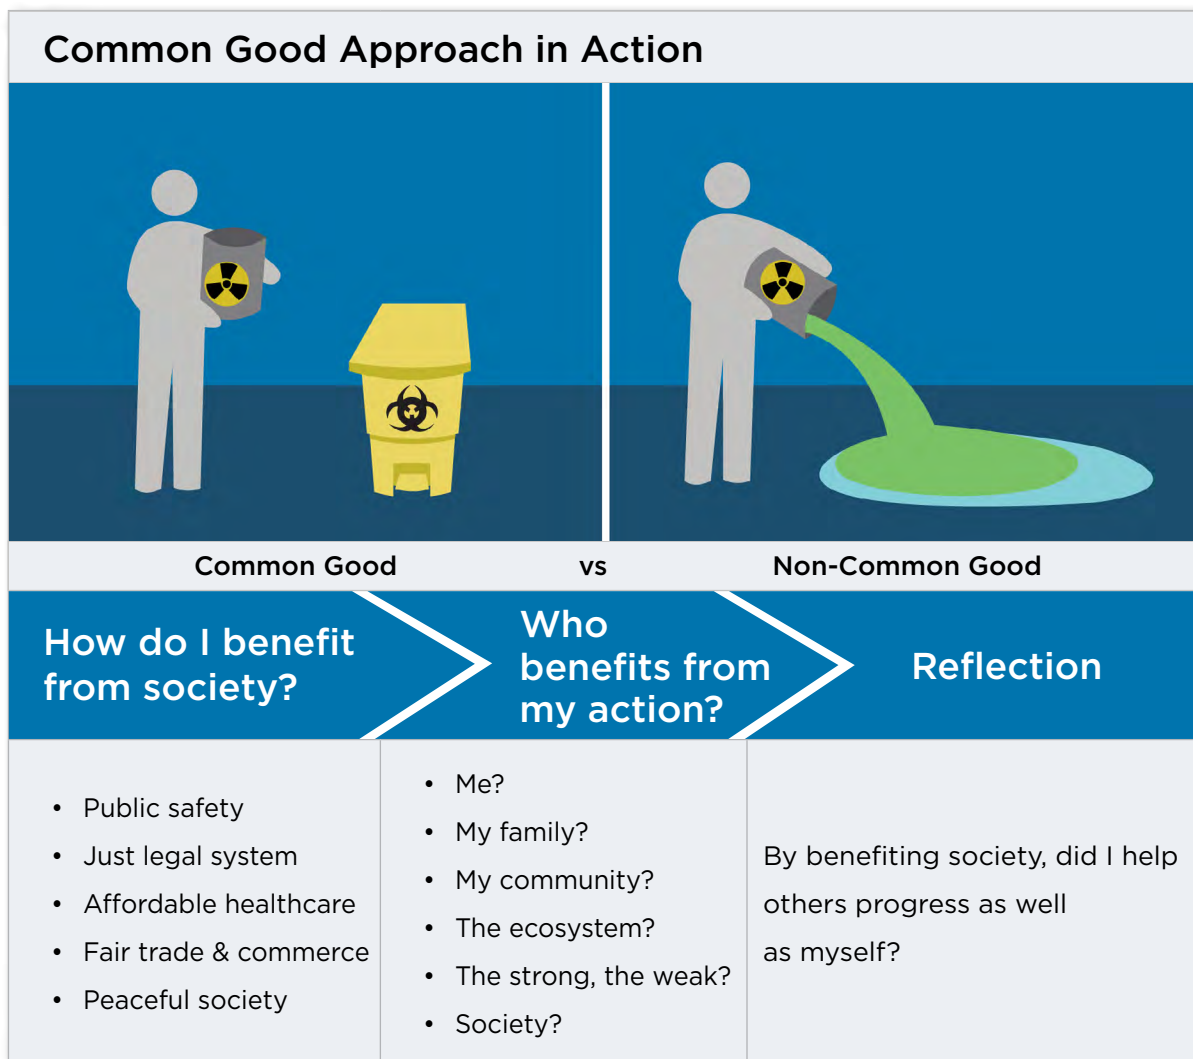 Common Good Approach in Action
Common Good vs Non-Common Good
How do I benefit
from society?
Who
benefits from
my action?
Reflection
• Public safety
• Just legal system
• Affordable healthcare
• Fair trade & commerce
• Peaceful society
• Me?
• My family?
• My community?
• The ecosystem?
• The strong, the weak?
• Society?
By benefiting society, did I help
others progress as well
as myself?